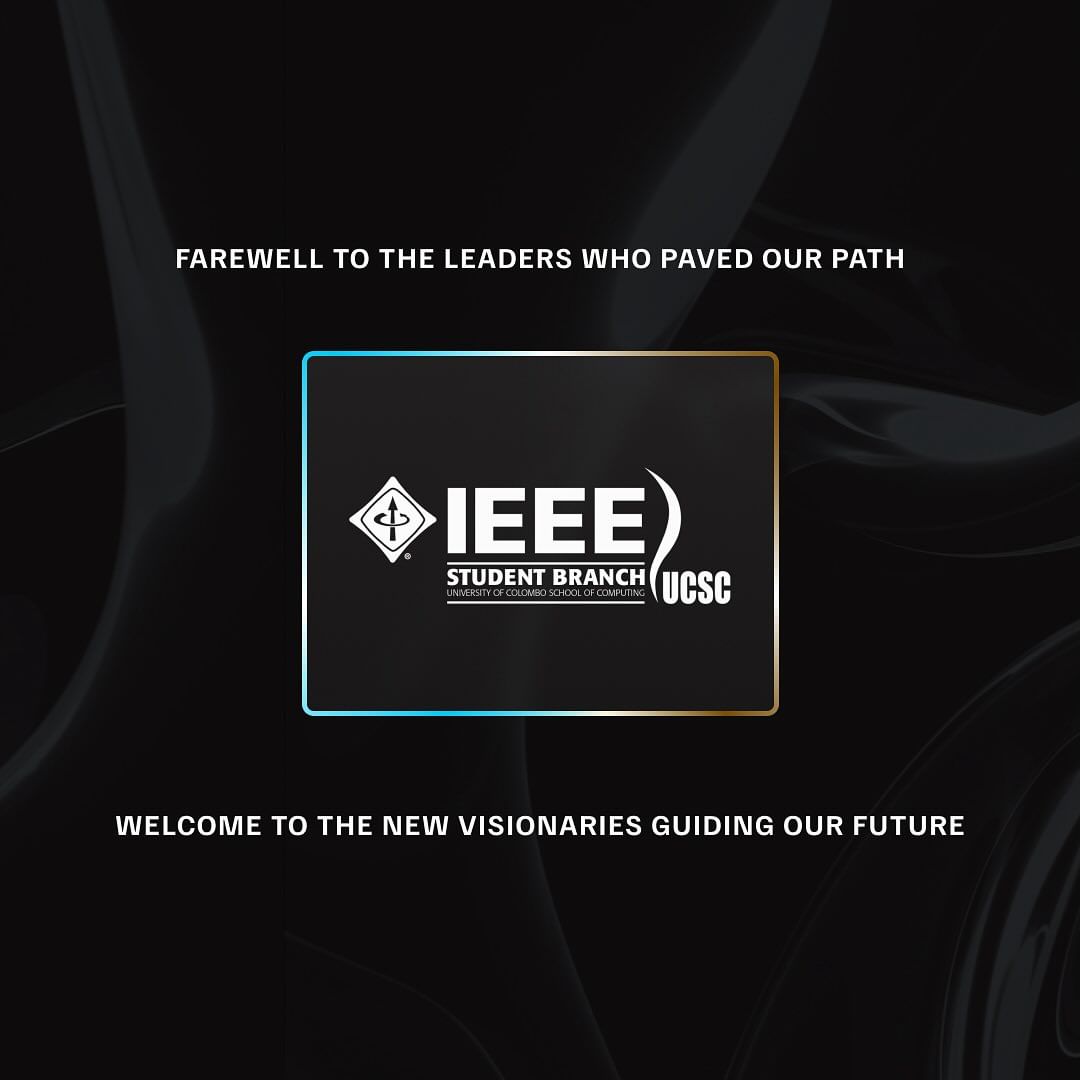 FAREWELL TO THE LEADERS WHO PAVED OUR PATH
IEEE
STUDENT BRANCH
UNIVERSITY OF COLOMBO SCHOOL OF COMPUTING
UCSC
WELCOME TO THE NEW VISIONARIES GUIDING OUR FUTURE